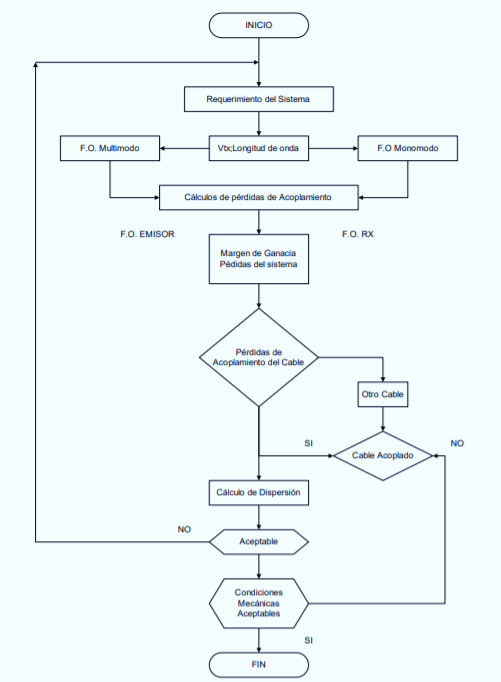 INICIO
Requerimiento del Sistema
F.O. Multimodo
Vtx;Longitud de onda
F.O Monomodo
Cálculos de pérdidas de Acoplamiento
F.O. EMISOR
F.O. RX
Margen de Ganacia
Pédidas del sistema
Pérdidas de
Acoplamiento del Cable
Otro Cable
SI
Cable Acoplado
NO
Cálculo de Dispersión
NO
Aceptable
Condiciones
Mecánicas
Aceptables
SI
FIN